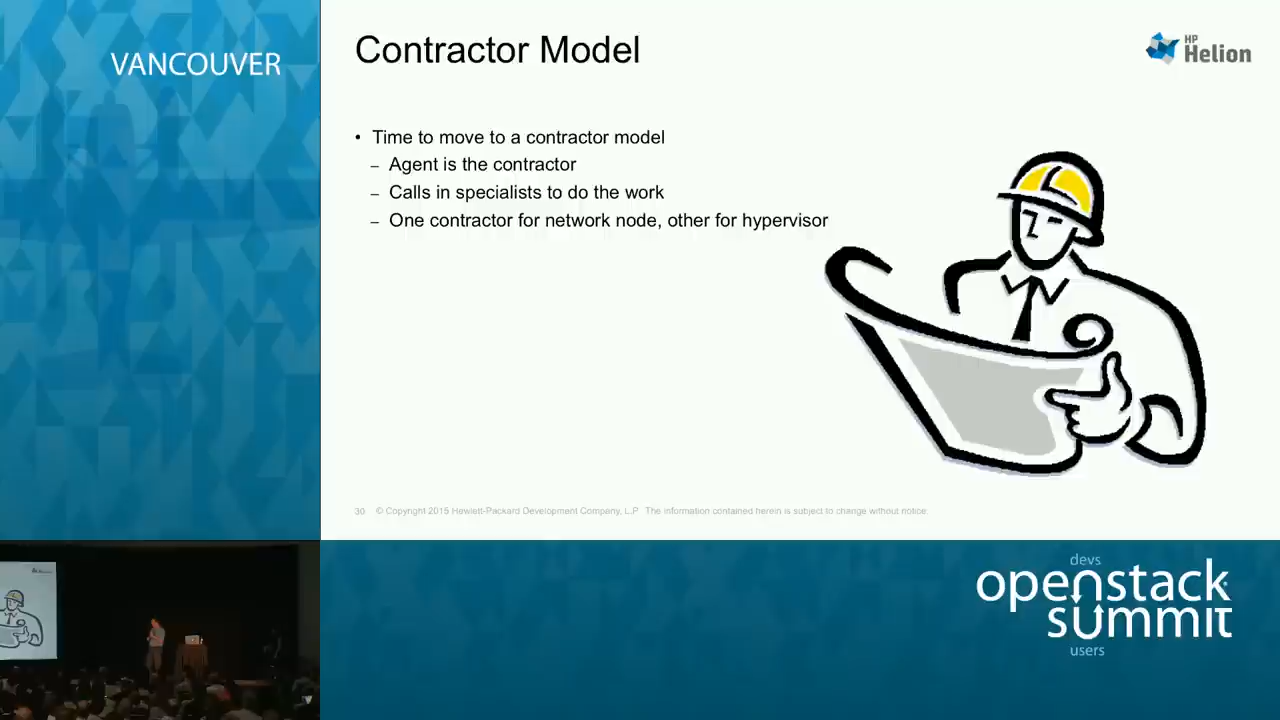 VANCOUVER
Contractor Model
HP
Helion
• Time to move to a contractor model
– Agent is the contractor
– Calls in specialists to do the work
– One contractor for network node, other for hypervisor
30 © Copyright 2015 Hewlett-Packard Development Company, L.P The information contained herein is subject to change without notice.
devs
openstack
summit
users